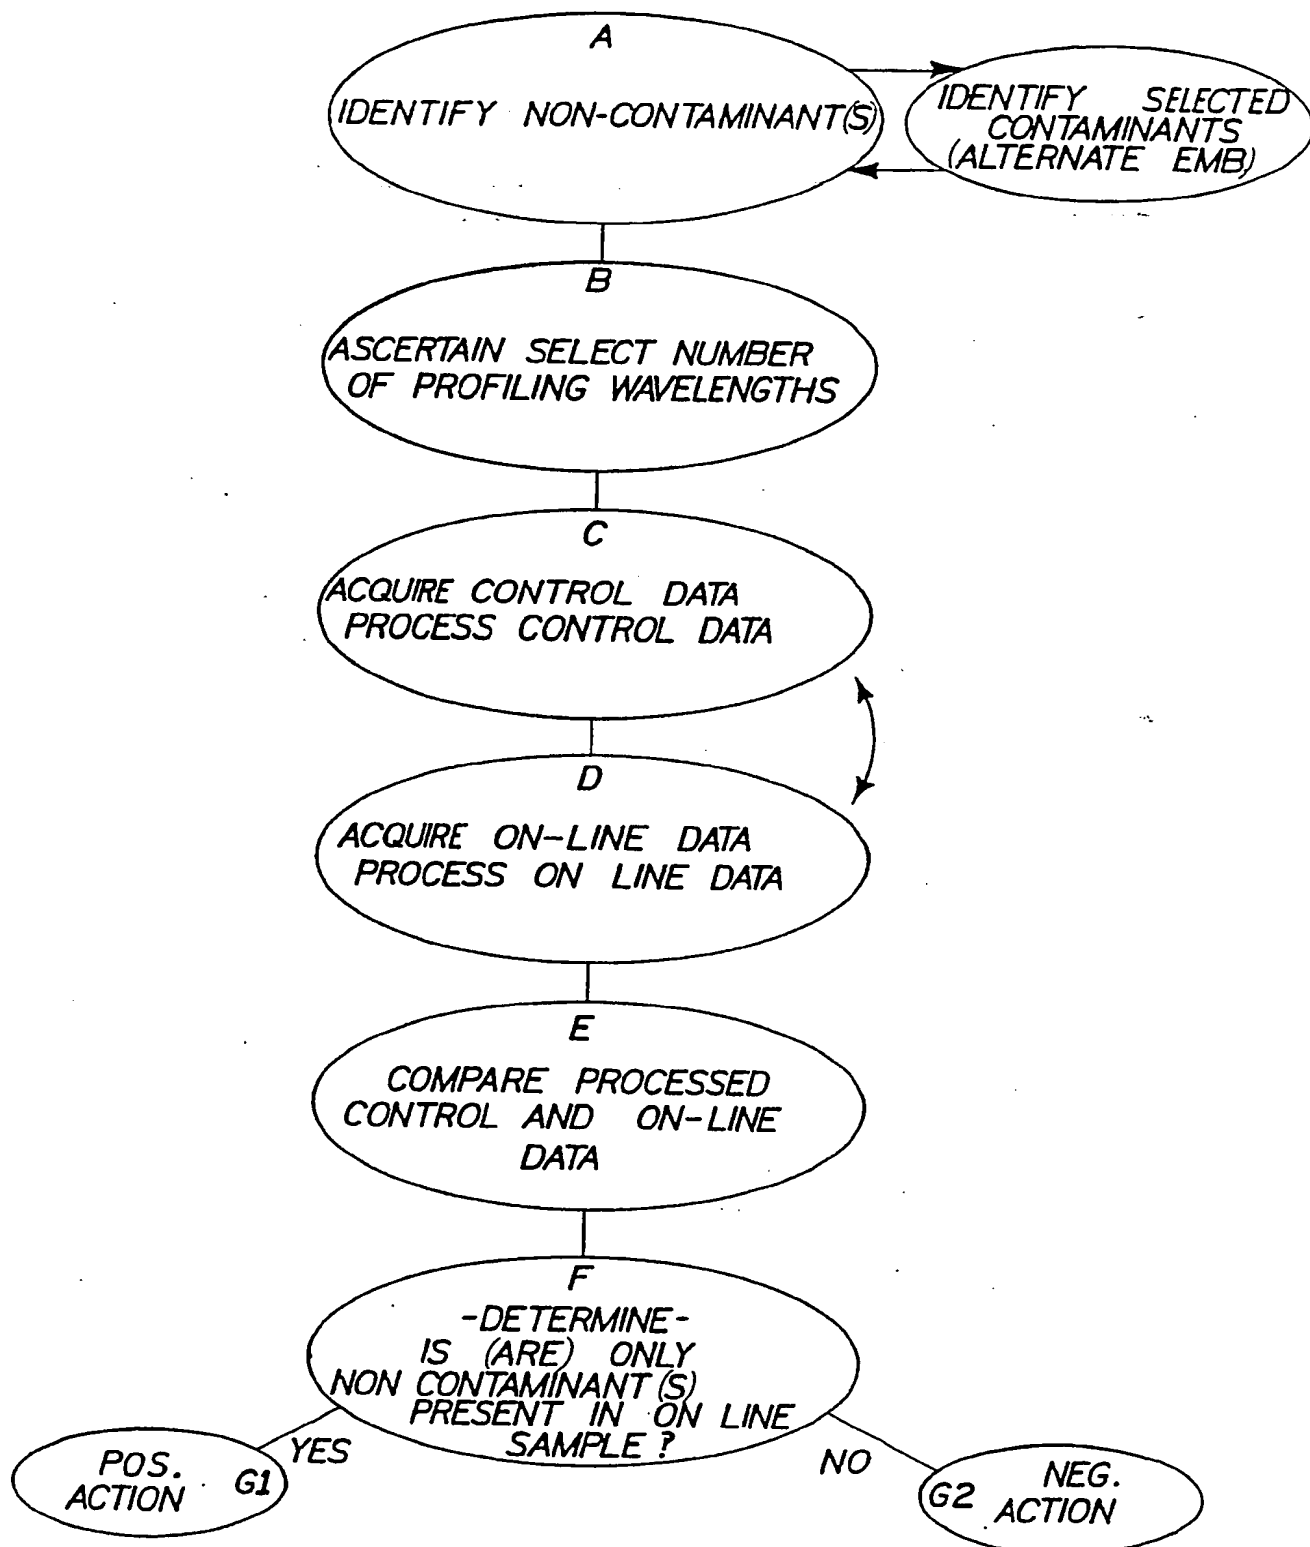 A
IDENTIFY NON-CONTAMINANT(S)
IDENTIFY SELECTED
CONTAMINANTS
(ALTERNATE EMB)
B
ASCERTAIN SELECT NUMBER
OF PROFILING WAVELENGTHS
C
ACQUIRE CONTROL DATA
PROCESS CONTROL DATA
D
ACQUIRE ON-LINE DATA
PROCESS ON LINE DATA
E
COMPARE PROCESSED
CONTROL AND ON-LINE
DATA
F
-DETERMINE-
IS (ARE) ONLY
NON CONTAMINANT(S)
PRESENT IN ON LINE
SAMPLE ?
YES
NO
POS.
ACTION G1
NEG.
G2 ACTION